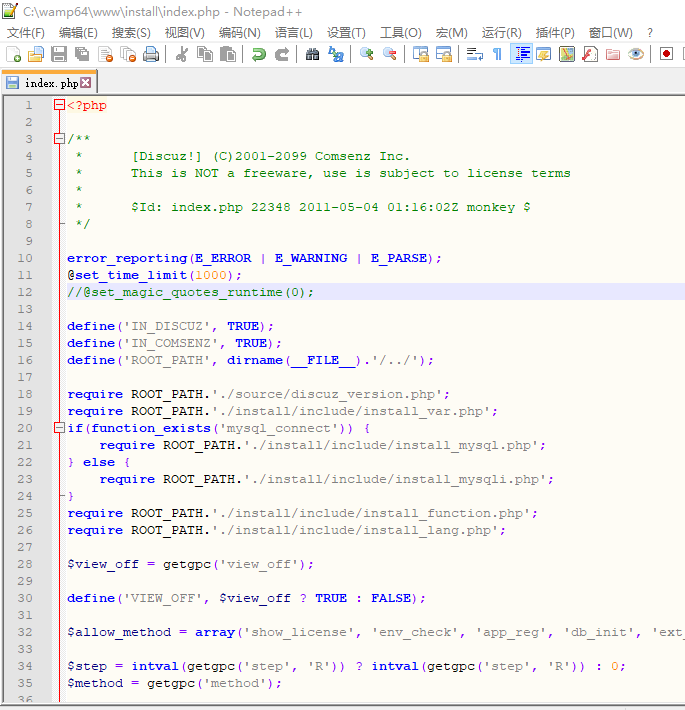 C:\wamp64\www\install\index.php - Notepad++
文件(F) 编辑(E) 搜索(S) 视图(V) 编码(N) 语言(L) 设置(T) 工具(O) 宏(M) 运行(R) 插件(P) 窗口(W) ?
index.php
1 <?php
2
3 /**
4  *      [Discuz!] (C)2001-2099 Comsenz Inc.
5  *      This is NOT a freeware, use is subject to license terms
6  *
7  *      $Id: index.php 22348 2011-05-04 01:16:02Z monkey $
8  */
9
10 error_reporting(E_ERROR | E_WARNING | E_PARSE);
11 @set_time_limit(1000);
12 //@set_magic_quotes_runtime(0);
13
14 define('IN_DISCUZ', TRUE);
15 define('IN_COMSENZ', TRUE);
16 define('ROOT_PATH', dirname(__FILE__).'/../');
17
18 require ROOT_PATH.'./source/discuz_version.php';
19 require ROOT_PATH.'./install/include/install_var.php';
20 if(function_exists('mysql_connect')) {
21     require ROOT_PATH.'./install/include/install_mysql.php';
22 } else {
23     require ROOT_PATH.'./install/include/install_mysqli.php';
24 }
25 require ROOT_PATH.'./install/include/install_function.php';
26 require ROOT_PATH.'./install/include/install_lang.php';
27
28 $view_off = getgpc('view_off');
29
30 define('VIEW_OFF', $view_off ? TRUE : FALSE);
31
32 $allow_method = array('show_license', 'env_check', 'app_reg', 'db_init', 'ext_
33
34 $step = intval(getgpc('step', 'R')) ? intval(getgpc('step', 'R')) : 0;
35 $method = getgpc('method');
36